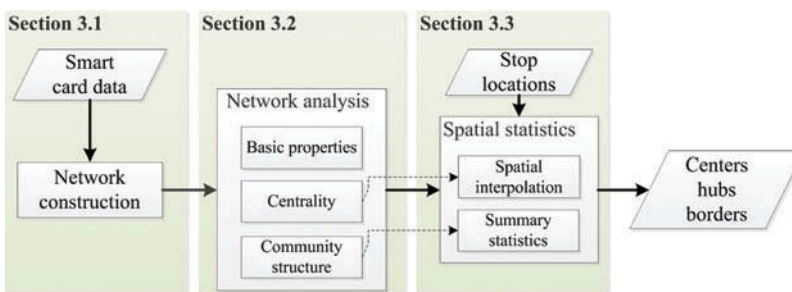 Section 3.1
Smart
card data
Network
construction
Section 3.2
Network analysis
Basic properties
Centrality
Community
structure
Section 3.3
Stop
locations
Spatial statistics
Spatial
interpolation
Summary
statistics
Centers
hubs
borders